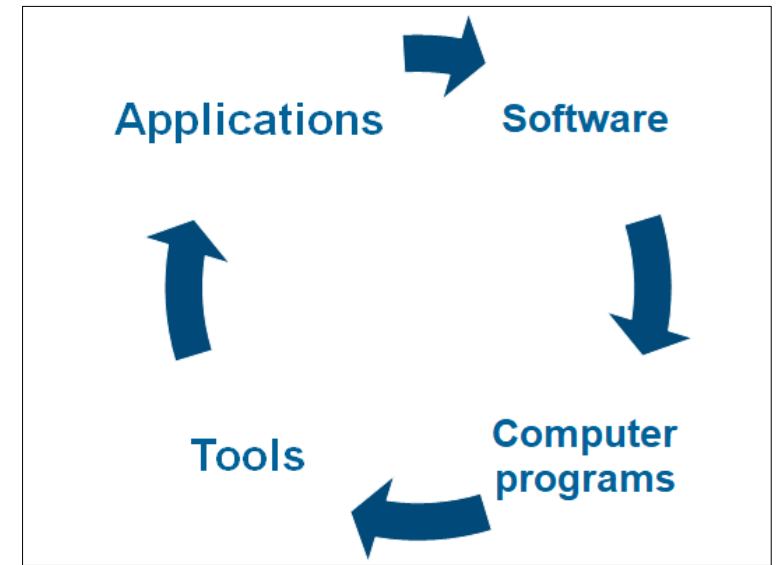 Applications
Software
Computer
programs
Tools